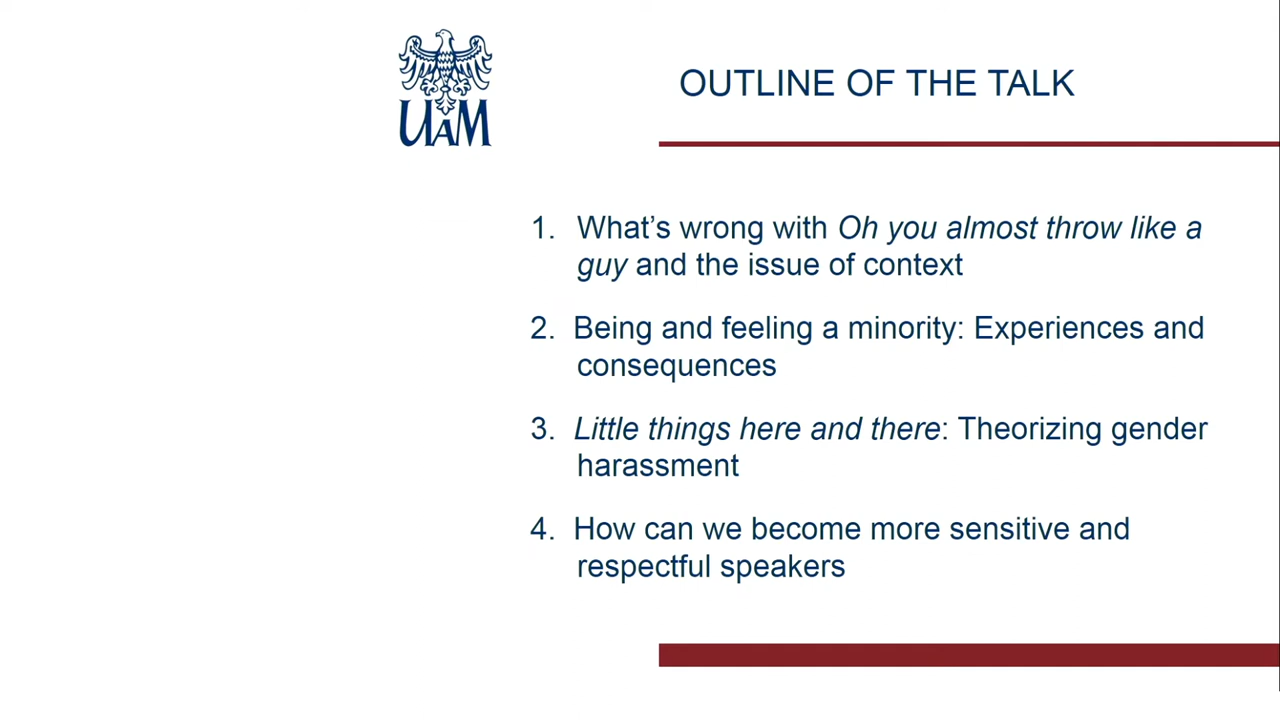 UAM
OUTLINE OF THE TALK
1. What's wrong with Oh you almost throw like a
guy and the issue of context
2. Being and feeling a minority: Experiences and
consequences
3. Little things here and there: Theorizing gender
harassment
4. How can we become more sensitive and
respectful speakers